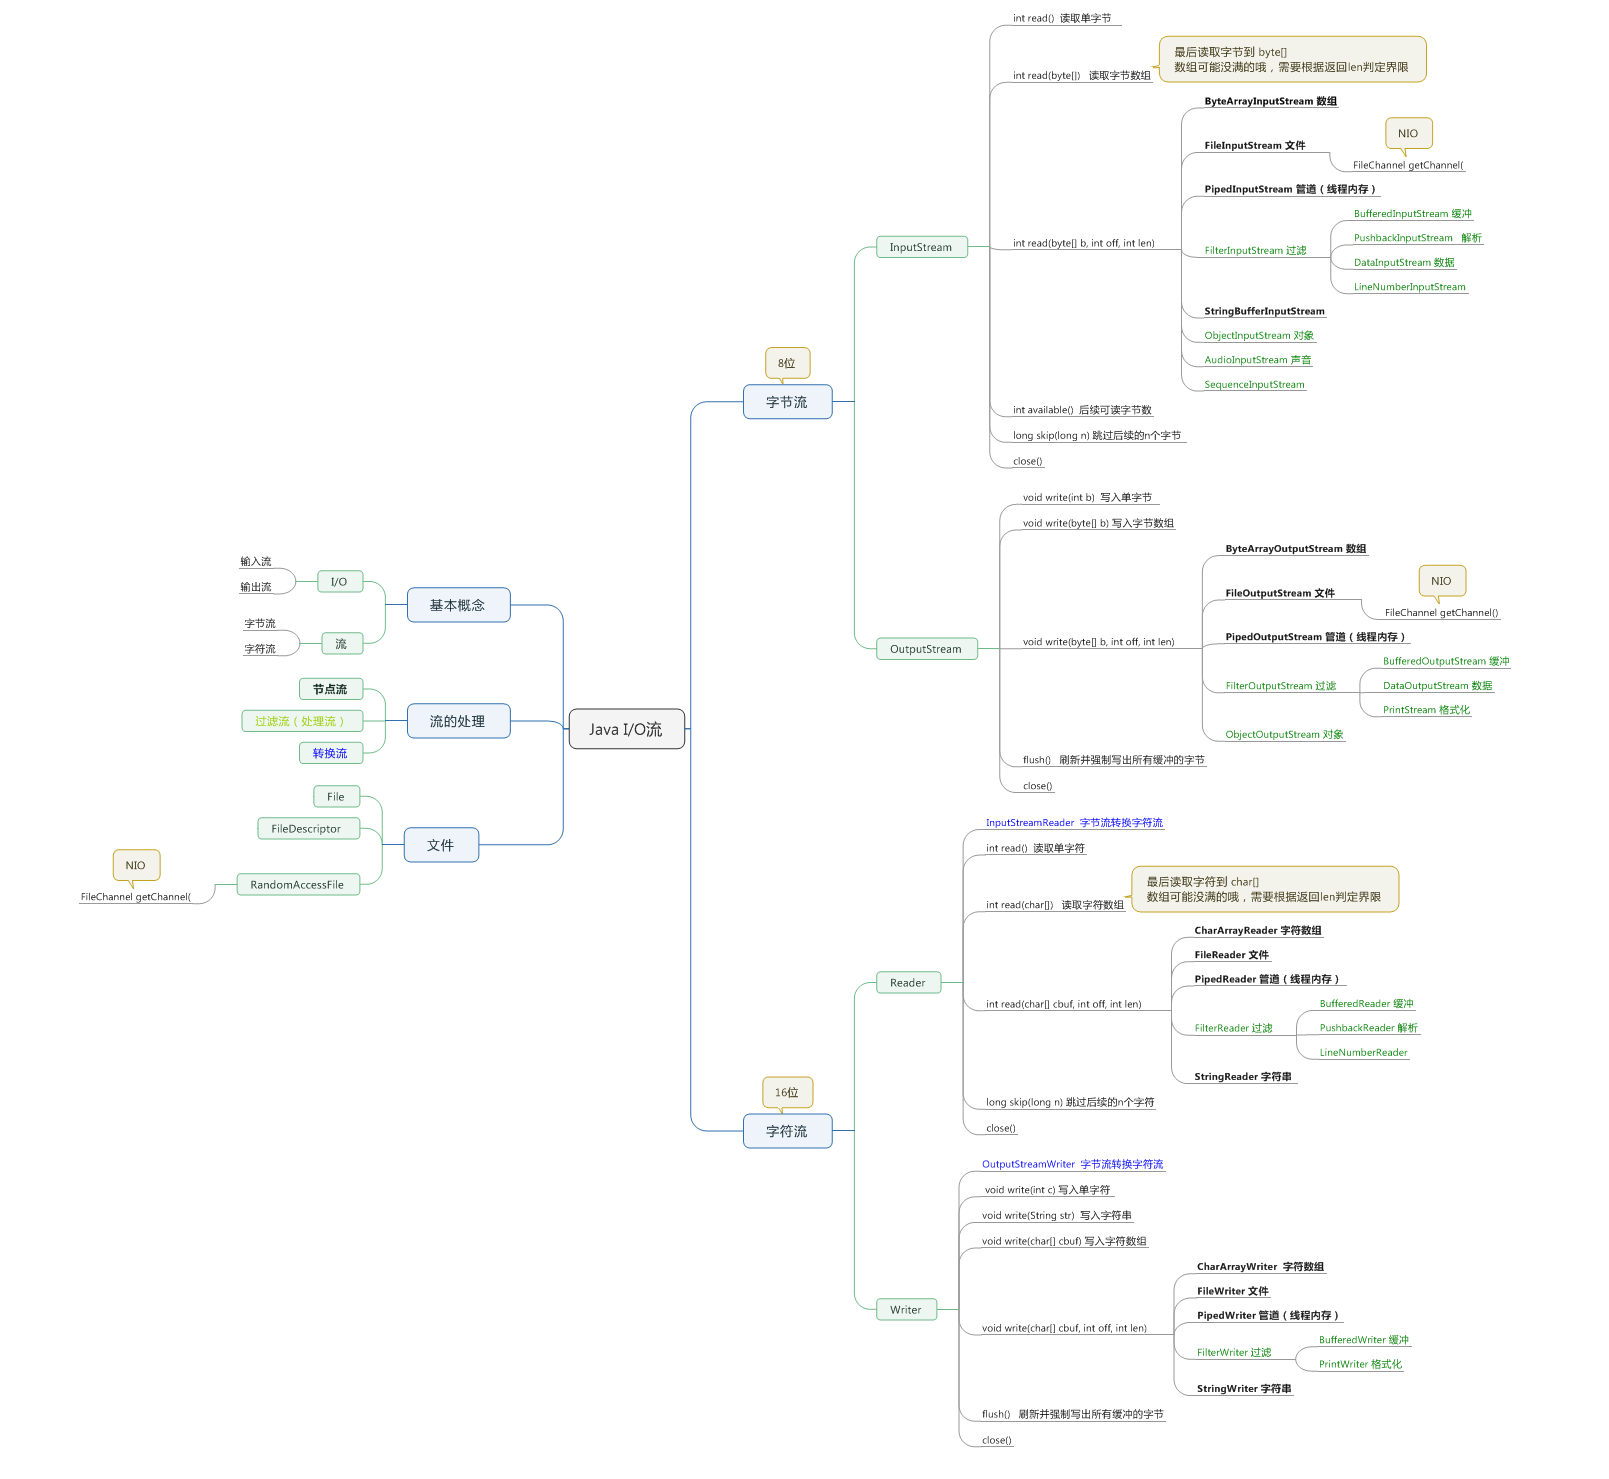 Java I/O流
基本概念
I/O
输入流
输出流
流
字节流
字符流
流的处理
节点流
过滤流（处理流）
转换流
文件
File
FileDescriptor
RandomAccessFile
NIO
FileChannel getChannel(
8位
字节流
InputStream
int read()  读取单字节
int read(byte[])   读取字节数组
最后读取字节到 byte[]
数组可能没满的哦，需要根据返回len判定界限
int read(byte[] b, int off, int len)
ByteArrayInputStream 数组
FileInputStream 文件
NIO
FileChannel getChannel(
PipedInputStream 管道（线程内存）
FilterInputStream 过滤
BufferedInputStream 缓冲
PushbackInputStream   解析
DataInputStream 数据
LineNumberInputStream
StringBufferInputStream
ObjectInputStream 对象
AudioInputStream 声音
SequenceInputStream
int available()  后续可读字节数
long skip(long n) 跳过后续的n个字节
close()
OutputStream
void write(int b)  写入单字节
void write(byte[] b) 写入字节数组
void write(byte[] b, int off, int len)
ByteArrayOutputStream 数组
FileOutputStream 文件
NIO
FileChannel getChannel()
PipedOutputStream 管道（线程内存）
FilterOutputStream 过滤
BufferedOutputStream 缓冲
DataOutputStream 数据
PrintStream 格式化
ObjectOutputStream 对象
flush()   刷新并强制写出所有缓冲的字节
close()
16位
字符流
Reader
InputStreamReader  字节流转换字符流
int read()  读取单字符
int read(char[])   读取字符数组
最后读取字符到 char[]
数组可能没满的哦，需要根据返回len判定界限
int read(char[] cbuf, int off, int len)
CharArrayReader 字符数组
FileReader 文件
PipedReader 管道（线程内存）
FilterReader 过滤
BufferedReader 缓冲
PushbackReader 解析
LineNumberReader
StringReader 字符串
long skip(long n) 跳过后续的n个字符
close()
Writer
OutputStreamWriter  字节流转换字符流
void write(int c) 写入单字符
void write(String str)  写入字符串
void write(char[] cbuf) 写入字符数组
void write(char[] cbuf, int off, int len)
CharArrayWriter  字符数组
FileWriter 文件
PipedWriter 管道（线程内存）
FilterWriter 过滤
BufferedWriter 缓冲
PrintWriter 格式化
StringWriter 字符串
flush()   刷新并强制写出所有缓冲的字节
close()